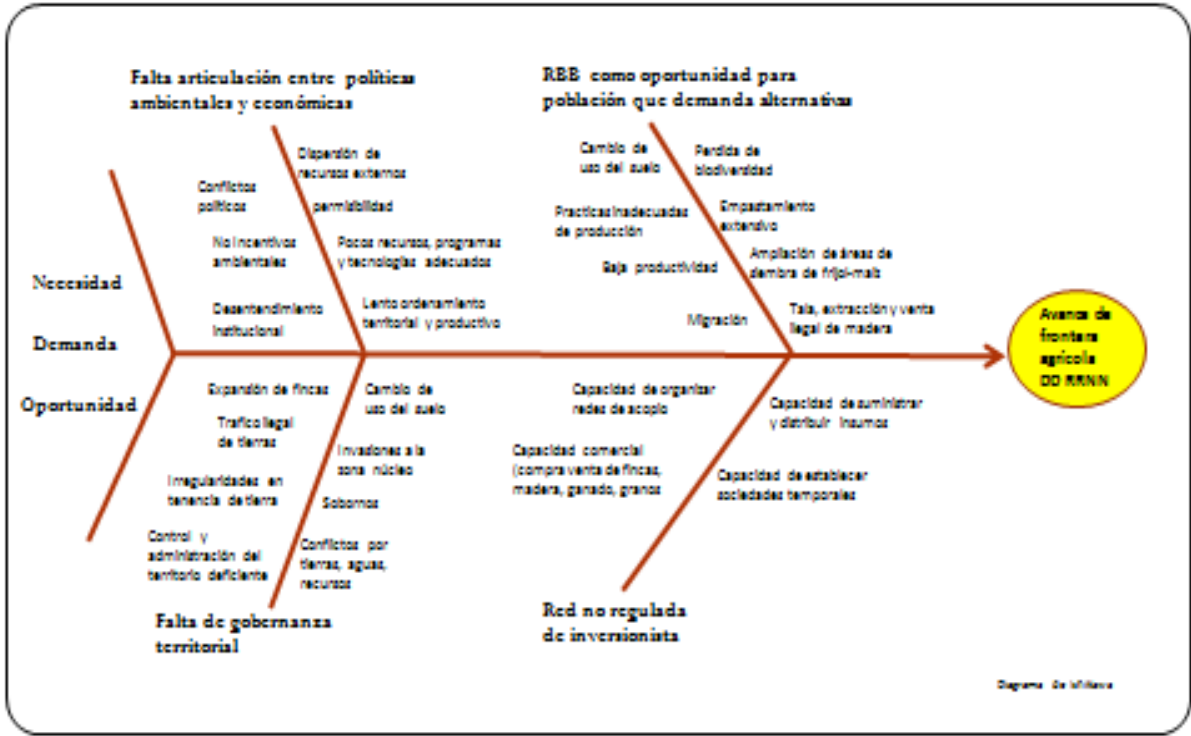 Falta articulación entre políticas
ambientales y económicas
RBB como oportunidad para
población que demanda alternativas
Dispersión de
recursos externos
Conflictos
políticos
permisibilidad
No incentivos
ambientales
Pocos recursos, programas
y tecnologías adecuados
Desentendimiento
institucional
Lento ordenamiento
territorial y productivo
Cambio de
uso del suelo
Perdida de
biodiversidad
Practicas inadecuadas
de producción
Empastamiento
extensivo
Baja productividad
Ampliación de áreas de
siembra de frijol-maíz
Migración
Tala, extracción y venta
ilegal de madera
Necesidad
Demanda
Oportunidad
Avance de
frontera
agrícola
DD RRNN
Expansión de fincas
Cambio de
uso del suelo
Trafico ilegal
de tierras
Invasiones a la
zona núcleo
Irregularidades en
tenencia de tierra
Sobornos
Control y
administración del
territorio deficiente
Conflictos por
tierras, aguas,
recursos
Capacidad de organizar
redes de acopio
Capacidad de suministrar
y distribuir insumos
Capacidad comercial
(compra venta de fincas,
madera, ganado, granos
Capacidad de establecer
sociedades temporales
Falta de gobernanza
territorial
Red no regulada
de inversionista
Diagrama de